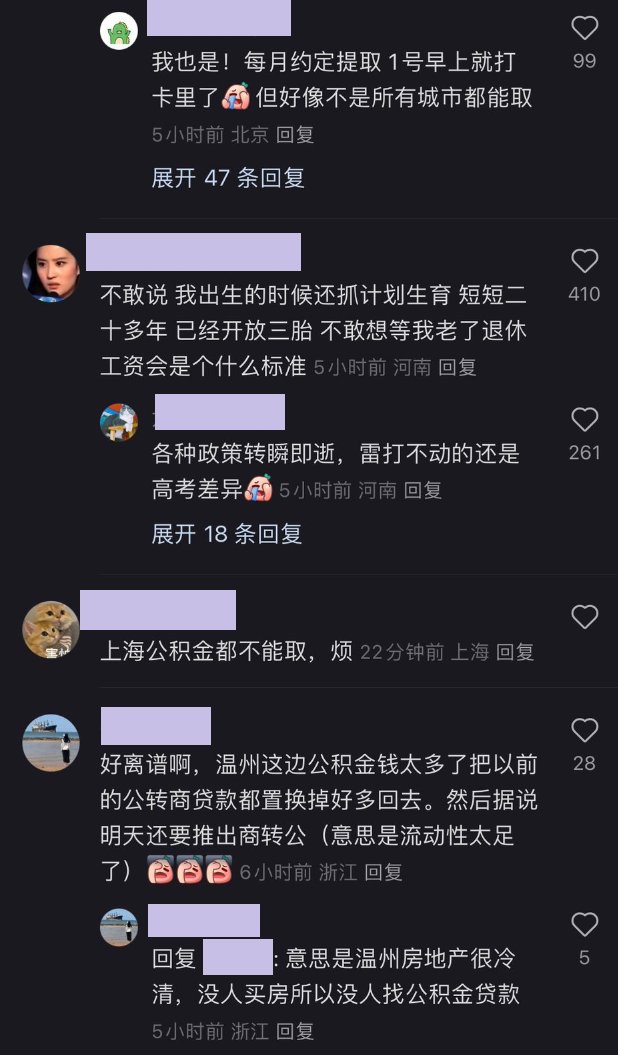 99
我也是！每月约定提取 1号早上就打
卡里了 但好像不是所有城市都能取
5小时前 北京 回复
展开 47 条回复
410
不敢说 我出生的时候还抓计划生育 短短二
十多年 已经开放三胎 不敢想等我老了退休
工资会是个什么标准 5小时前 河南 回复
261
各种政策转瞬即逝，雷打不动的还是
高考差异 5小时前 河南 回复
展开 18 条回复
上海公积金都不能取，烦 22分钟前 上海 回复
28
好离谱啊，温州这边公积金钱太多了把以前
的公转商贷款都置换掉好多回去。然后据说
明天还要推出商转公（意思是流动性太足
了） 6小时前 浙江 回复
5
回复 : 意思是温州房地产很冷
清，没人买房所以没人找公积金贷款
5小时前 浙江 回复